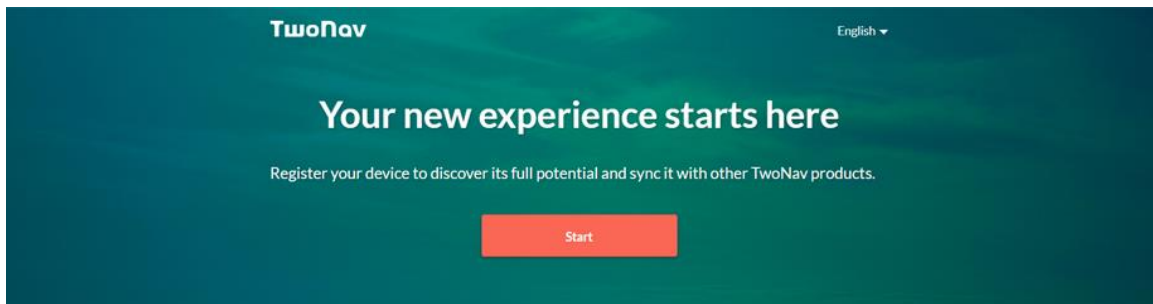 TwoNav
English
Your new experience starts here
Register your device to discover its full potential and sync it with other TwoNav products.
Start